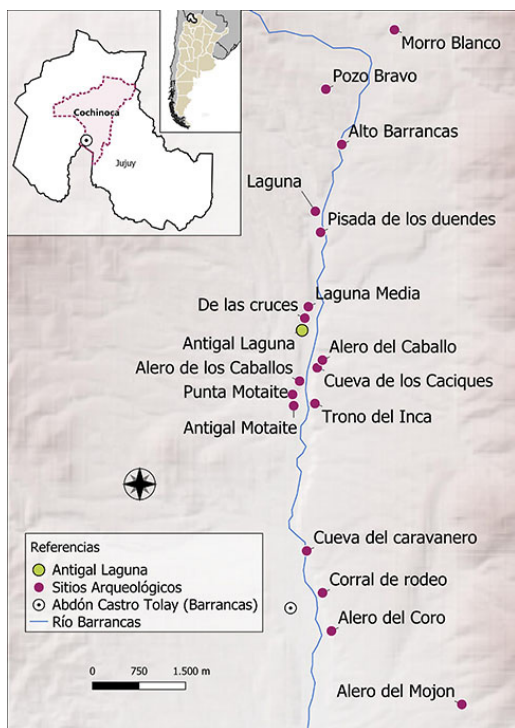 Morro Blanco
Pozo Bravo
Cochinoca
Jujuy
Alto Barrancas
Laguna
Pisada de los duendes
Laguna Media
De las cruces
Antigal Laguna
Alero del Caballo
Alero de los Caballos
Cueva de los Caciques
Punta Motaite
Trono del Inca
Antigal Motaite
Cueva del caravanero
Referencias
Antigal Laguna
Sitios Arqueológicos
Abdón Castro Tolay (Barrancas)
Río Barrancas
Corral de rodeo
Alero del Coro
0 750 1.500 m
Alero del Mojon